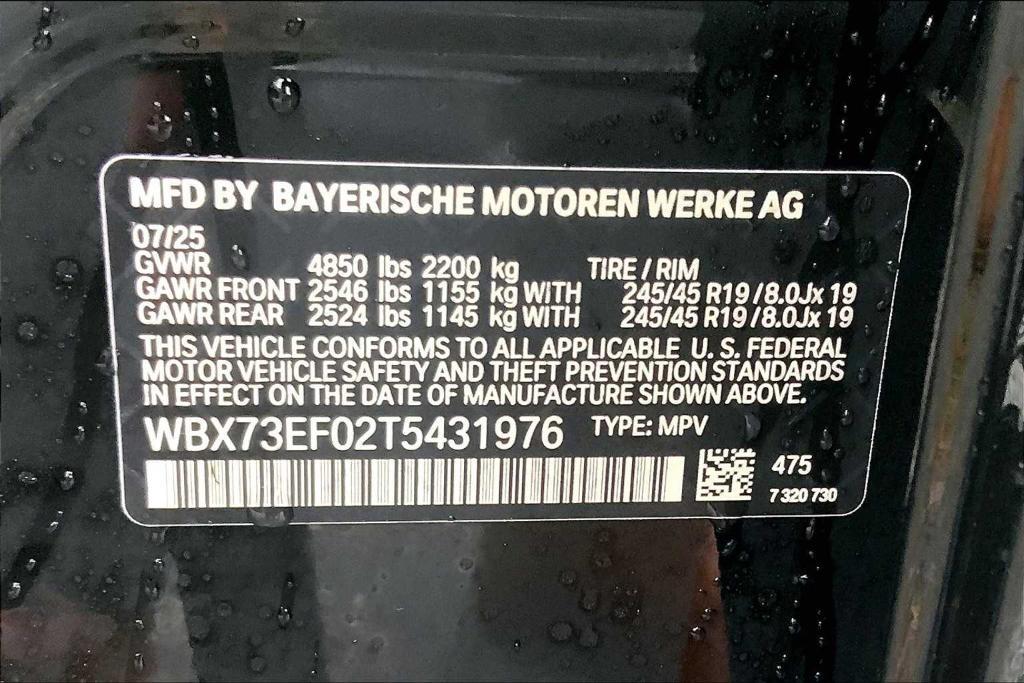 MFD BY BAYERISCHE MOTOREN WERKE AG
07/25
GVWR 4850 lbs 2200 kg TIRE / RIM
GAWR FRONT 2546 lbs 1155 kg WITH 245/45 R19 / 8.0Jx 19
GAWR REAR 2524 lbs 1145 kg WITH 245/45 R19 / 8.0Jx 19
THIS VEHICLE CONFORMS TO ALL APPLICABLE U. S. FEDERAL
MOTOR VEHICLE SAFETY AND THEFT PREVENTION STANDARDS
IN EFFECT ON THE DATE OF MANUFACTURE SHOWN ABOVE.
WBX73EF02T5431976 TYPE: MPV
475
7 320 730